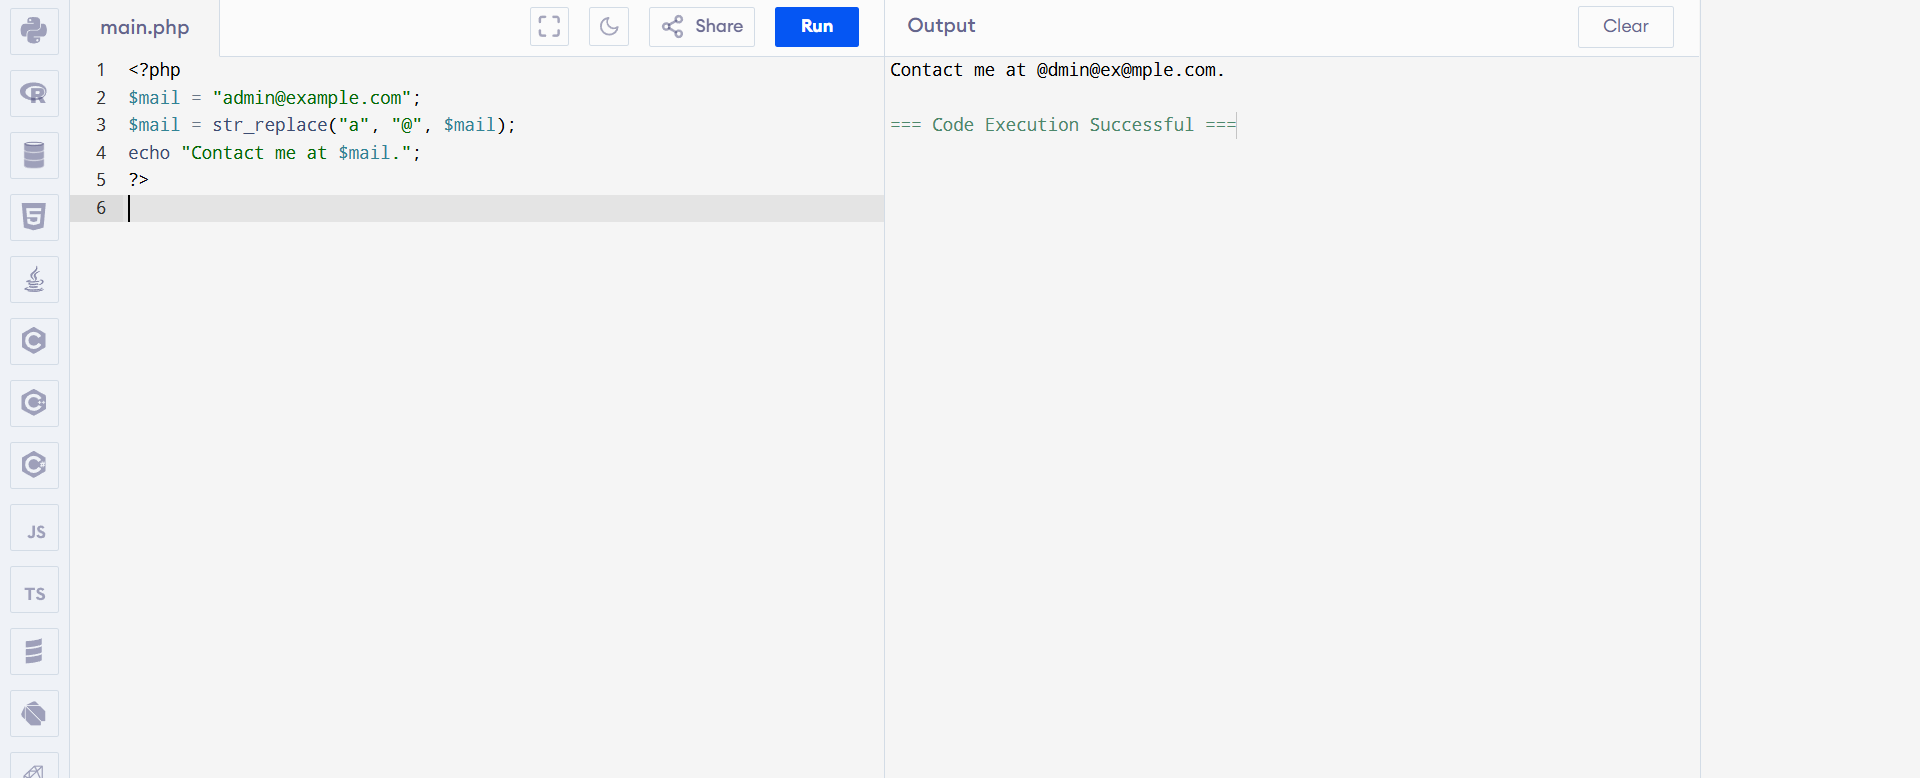 main.php
Share
Run
Output
Clear
1 <?php
2 $mail = "admin@example.com";
3 $mail = str_replace("a", "@", $mail);
4 echo "Contact me at $mail.";
5 ?>
6
Contact me at @dmin@ex@mple.com.
=== Code Execution Successful ===
JS
TS